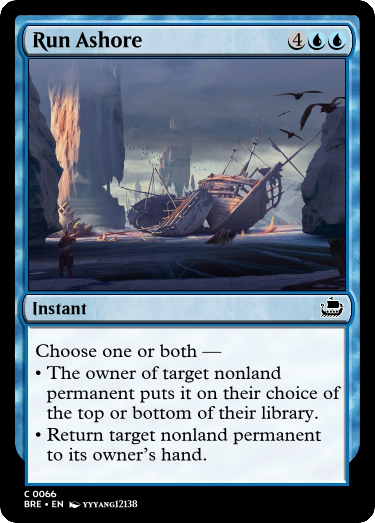 Run Ashore 4
Instant
Choose one or both —
• The owner of target nonland
permanent puts it on their choice of
the top or bottom of their library.
• Return target nonland permanent
to its owner's hand.
C 0066
BRE • EN YYYANG12138